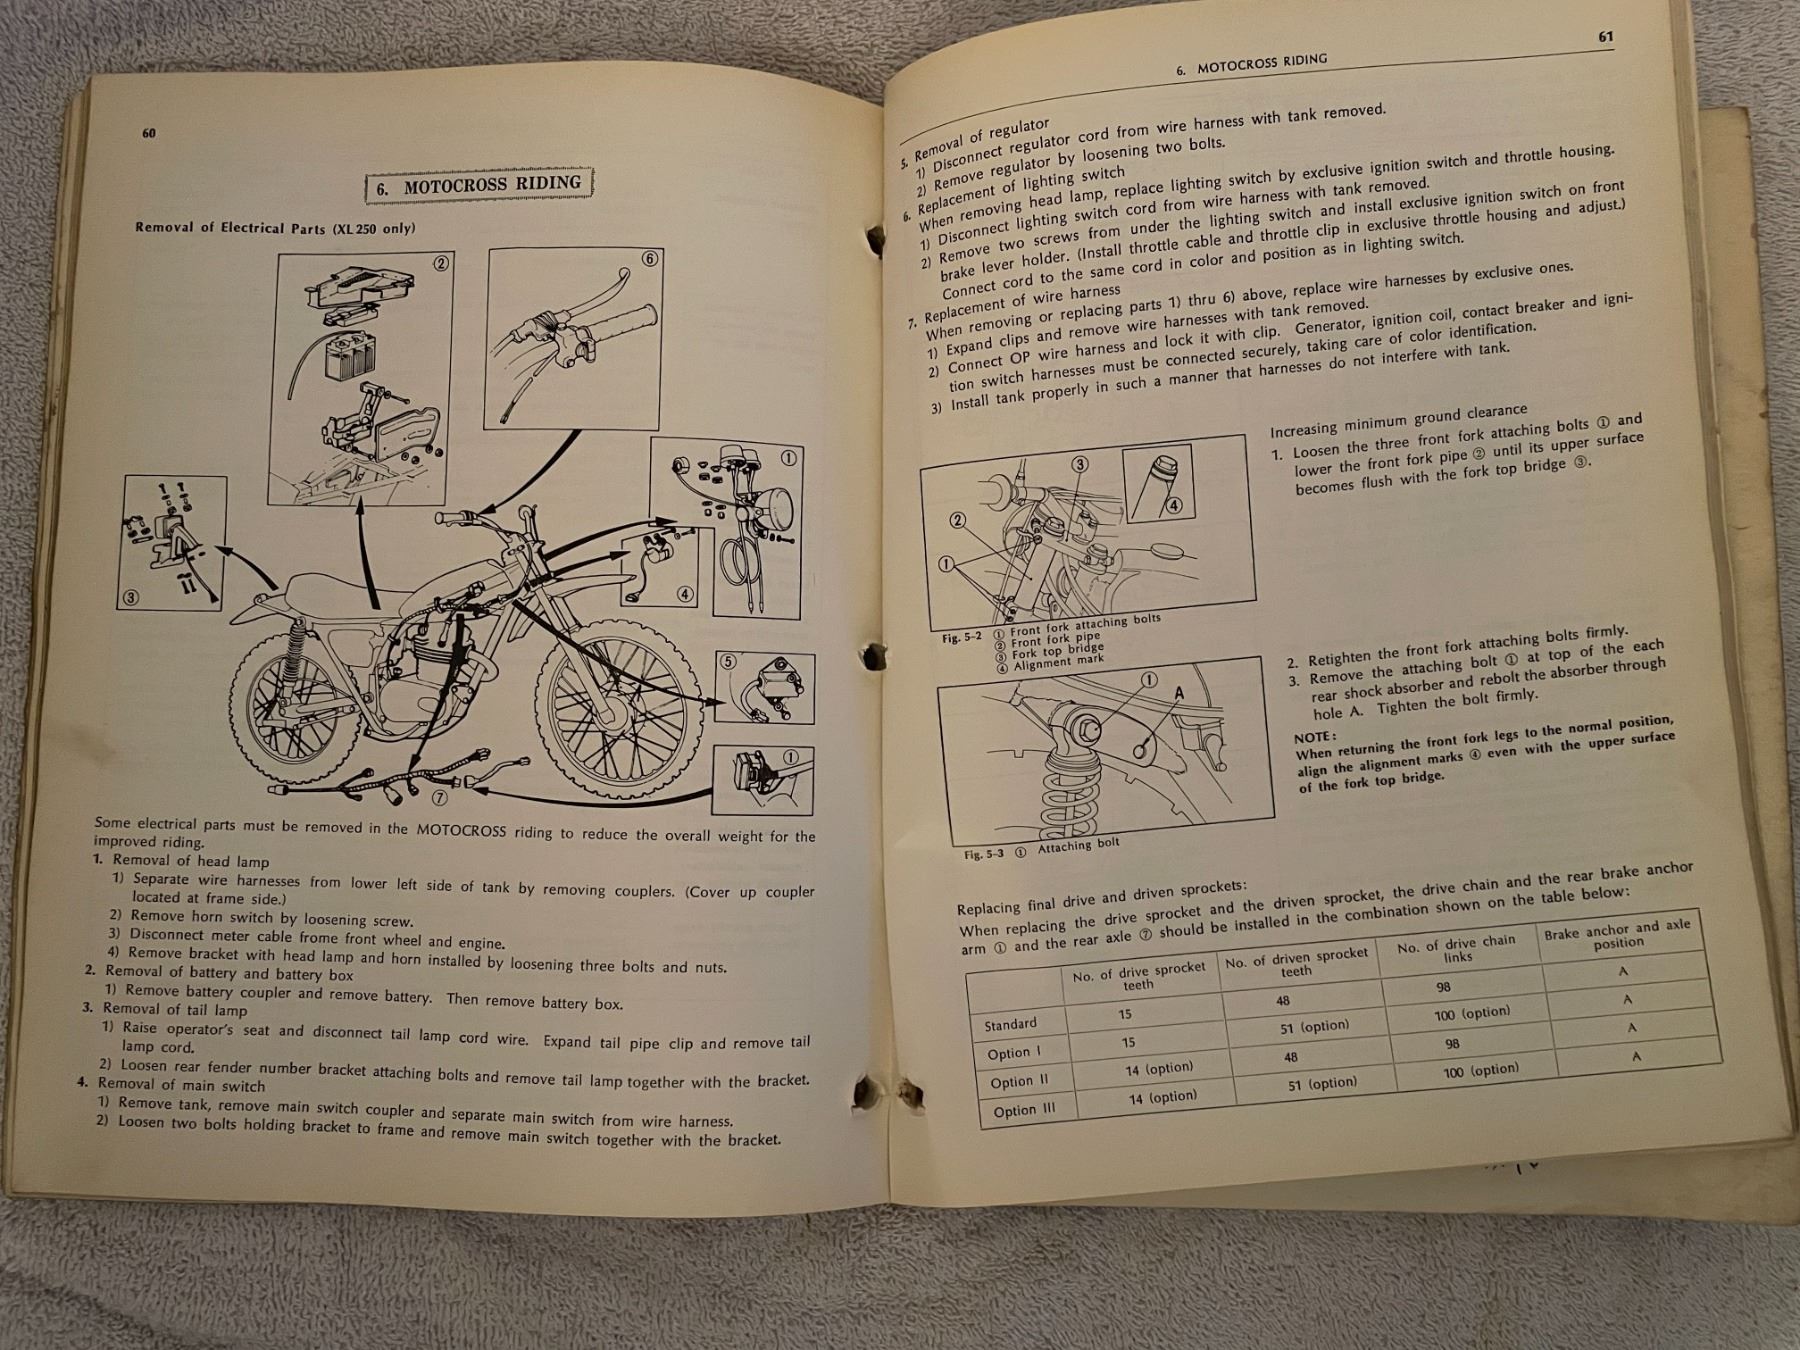 60
6. MOTOCROSS RIDING
Removal of Electrical Parts (XL 250 only)
②
⑥
①
③
④
⑤
①
⑦
Some electrical parts must be removed in the MOTOCROSS riding to reduce the overall weight for the
improved riding.
1. Removal of head lamp
1) Separate wire harnesses from lower left side of tank by removing couplers. (Cover up coupler
located at frame side.)
2) Remove horn switch by loosening screw.
3) Disconnect meter cable frome front wheel and engine.
4) Remove bracket with head lamp and horn installed by loosening three bolts and nuts.
2. Removal of battery and battery box
1) Remove battery coupler and remove battery. Then remove battery box.
3. Removal of tail lamp
1) Raise operator's seat and disconnect tail lamp cord wire. Expand tail pipe clip and remove tail
lamp cord.
2) Loosen rear fender number bracket attaching bolts and remove tail lamp together with the bracket.
4. Removal of main switch
1) Remove tank, remove main switch coupler and separate main switch from wire harness.
2) Loosen two bolts holding bracket to frame and remove main switch together with the bracket.
6. MOTOCROSS RIDING
61
5. Removal of regulator
1) Disconnect regulator cord from wire harness with tank removed.
2) Remove regulator by loosening two bolts.
6. Replacement of lighting switch
When removing head lamp, replace lighting switch by exclusive ignition switch and throttle housing.
1) Disconnect lighting switch cord from wire harness with tank removed.
2) Remove two screws from under the lighting switch and install exclusive ignition switch on front
brake lever holder. (Install throttle cable and throttle clip in exclusive throttle housing and adjust.)
Connect cord to the same cord in color and position as in lighting switch.
7. Replacement of wire harness
When removing or replacing parts 1) thru 6) above, replace wire harnesses by exclusive ones.
1) Expand clips and remove wire harnesses with tank removed.
2) Connect OP wire harness and lock it with clip. Generator, ignition coil, contact breaker and igni-
tion switch harnesses must be connected securely, taking care of color identification.
3) Install tank properly in such a manner that harnesses do not interfere with tank.
Increasing minimum ground clearance
1. Loosen the three front fork attaching bolts ① and
lower the front fork pipe ② until its upper surface
becomes flush with the fork top bridge ③.
③
④
②
①
Fig. 5-2 ① Front fork attaching bolts
② Front fork pipe
③ Fork top bridge
④ Alignment mark
2. Retighten the front fork attaching bolts firmly.
3. Remove the attaching bolt ① at top of the each
rear shock absorber and rebolt the absorber through
hole A. Tighten the bolt firmly.
NOTE:
When returning the front fork legs to the normal position,
align the alignment marks ④ even with the upper surface
of the fork top bridge.
①
A
Fig. 5-3 ① Attaching bolt
Replacing final drive and driven sprockets:
When replacing the drive sprocket and the driven sprocket, the drive chain and the rear brake anchor
arm ① and the rear axle ⑦ should be installed in the combination shown on the table below:
No. of drive sprocket teeth No. of driven sprocket teeth No. of drive chain links Brake anchor and axle position
Standard 15 48 98 A
Option I 15 51 (option) 100 (option) A
Option II 14 (option) 48 98 A
Option III 14 (option) 51 (option) 100 (option) A